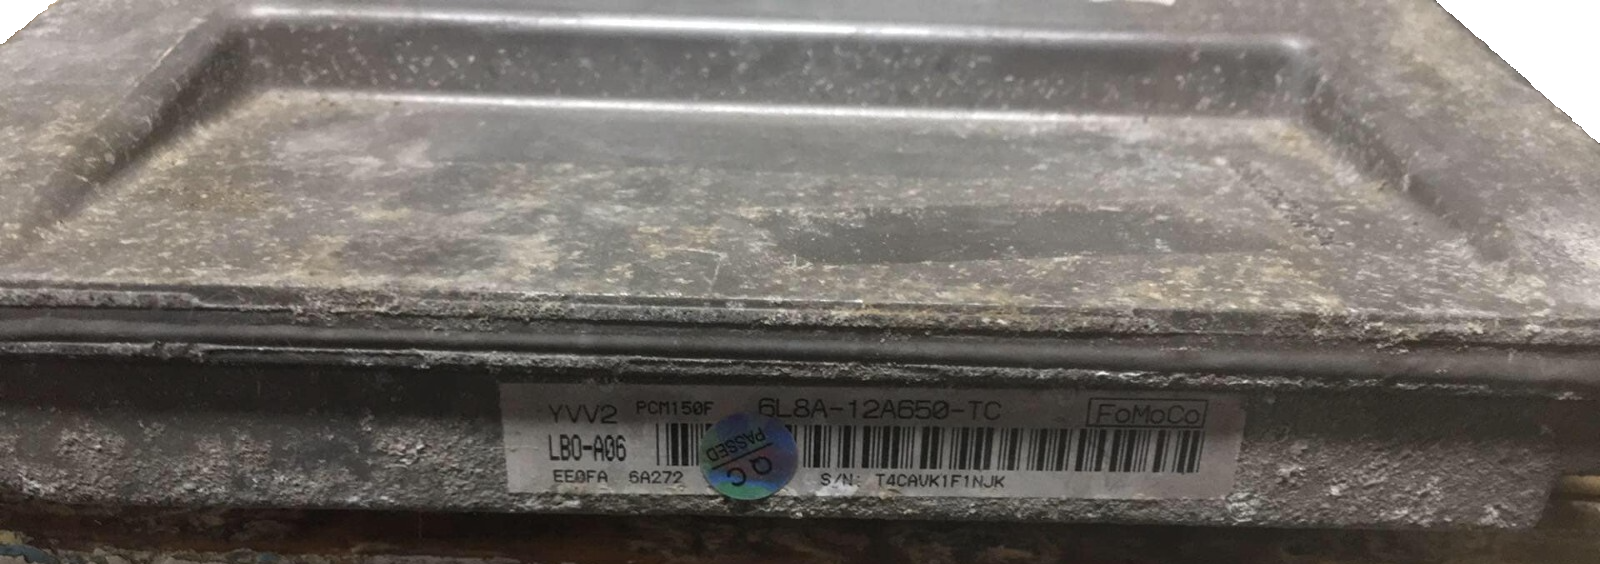 YVV2 PCM150F 6L8A-12A650-TC FoMoCo
LB0-A06
EE0FA 6A272 S/N: T4CAVK1F1NJK
QC
PASSED